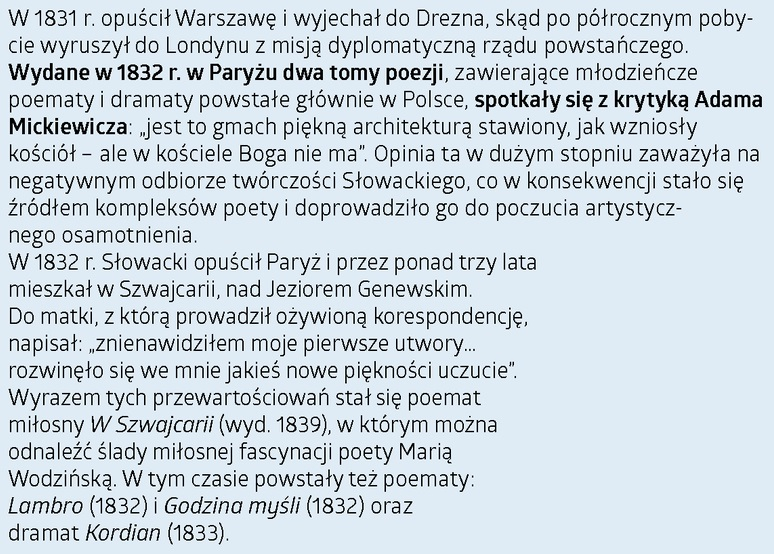 W 1831 r. opuścił Warszawę i wyjechał do Drezna, skąd po półrocznym poby-
cie wyruszył do Londynu z misją dyplomatyczną rządu powstańczego.
Wydane w 1832 r. w Paryżu dwa tomy poezji, zawierające młodzieńcze
poematy i dramaty powstałe głównie w Polsce, spotkały się z krytyką Adama
Mickiewicza: „jest to gmach piękną architekturą stawiony, jak wzniosły
kościół – ale w kościele Boga nie ma”. Opinia ta w dużym stopniu zaważyła na
negatywnym odbiorze twórczości Słowackiego, co w konsekwencji stało się
źródłem kompleksów poety i doprowadziło go do poczucia artystycz-
nego osamotnienia.
W 1832 r. Słowacki opuścił Paryż i przez ponad trzy lata
mieszkał w Szwajcarii, nad Jeziorem Genewskim.
Do matki, z którą prowadził ożywioną korespondencję,
napisał: „znienawidziłem moje pierwsze utwory...
rozwinęło się we mnie jakieś nowe piękności uczucie”.
Wyrazem tych przewartościowań stał się poemat
miłosny W Szwajcarii (wyd. 1839), w którym można
odnaleźć ślady miłosnej fascynacji poety Marią
Wodzińską. W tym czasie powstały też poematy:
Lambro (1832) i Godzina myśli (1832) oraz
dramat Kordian (1833).